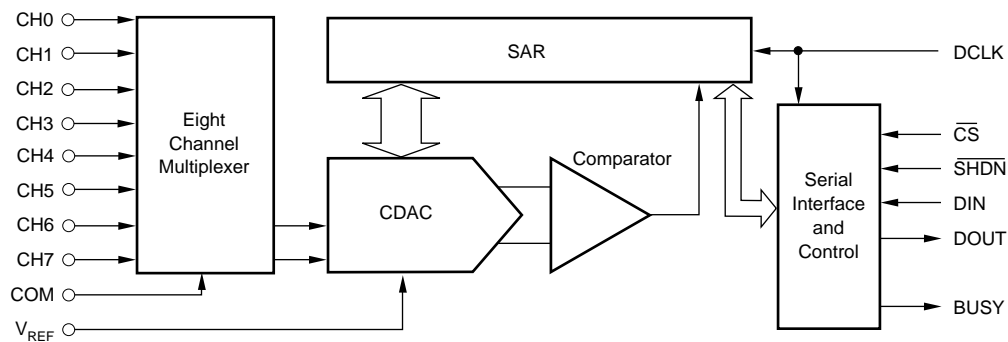 CH0
CH1
CH2
CH3
CH4
CH5
CH6
CH7
COM
VREF
Eight
Channel
Multiplexer
SAR
CDAC
Comparator
Serial
Interface
and
Control
DCLK
CS
SHDN
DIN
DOUT
BUSY